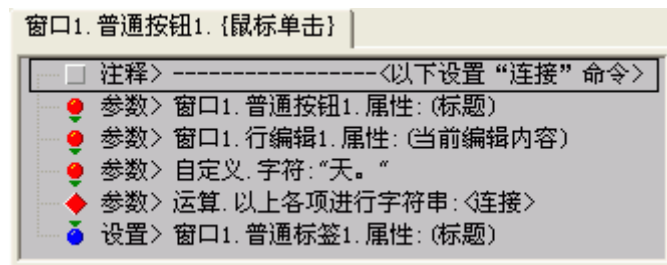 窗口1.普通按钮1.{鼠标单击}
注释> -----------------<以下设置“连接”命令>
参数> 窗口1.普通按钮1.属性:(标题)
参数> 窗口1.行编辑1.属性:(当前编辑内容)
参数> 自定义.字符:“天。“
参数> 运算.以上各项进行字符串:<连接>
设置> 窗口1.普通标签1.属性:(标题)